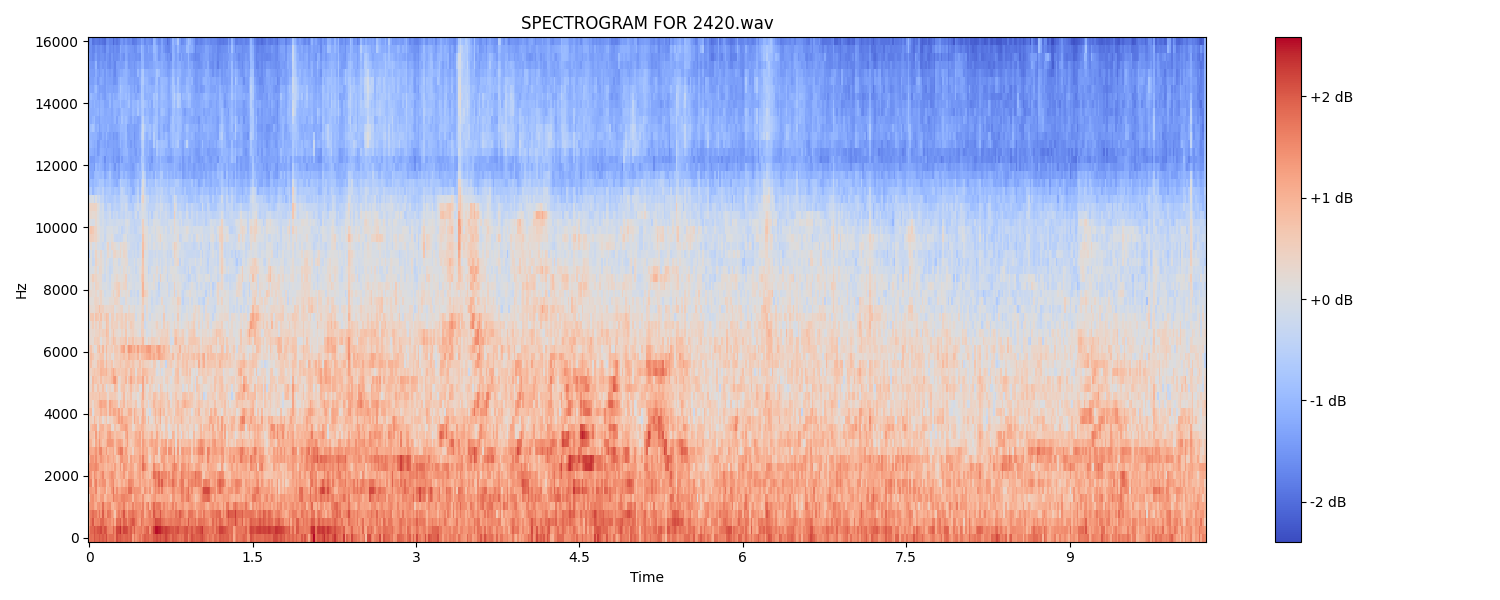 SPECTROGRAM FOR 2420.wav
16000
14000
12000
10000
8000
6000
4000
2000
0
Hz
0 1.5 3 4.5 6 7.5 9
Time
+2 dB
+1 dB
+0 dB
-1 dB
-2 dB